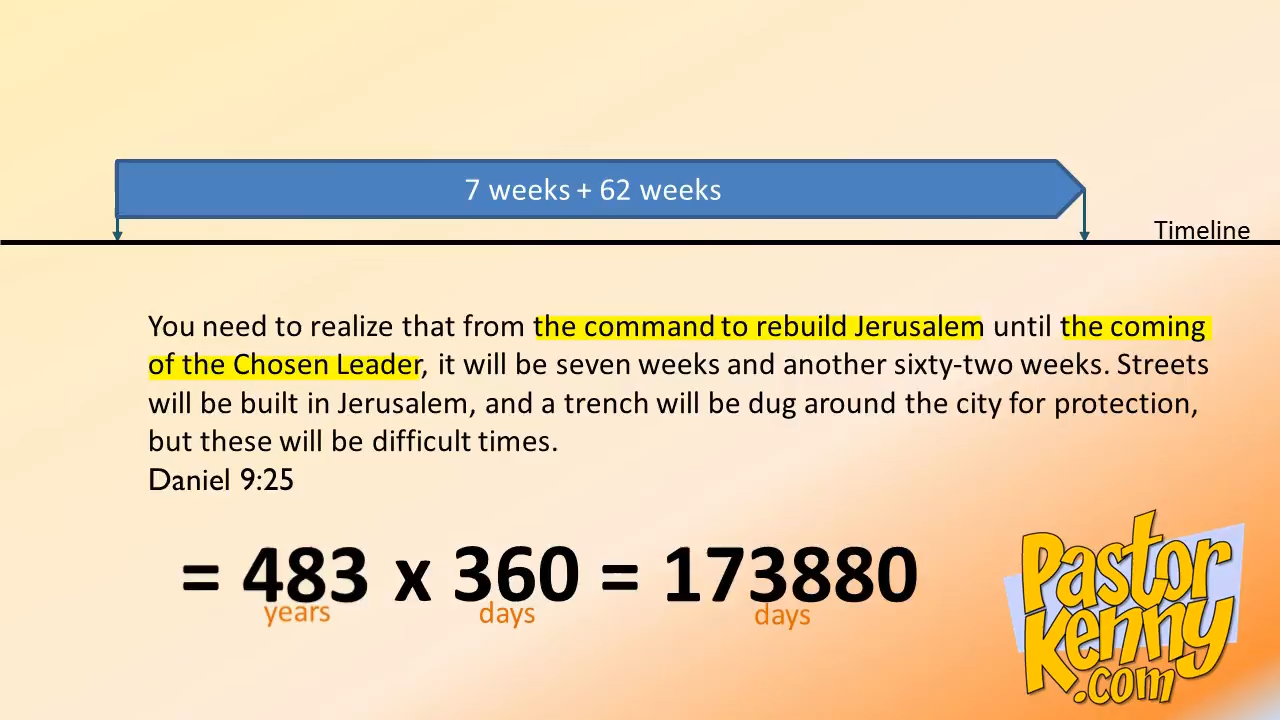 7 weeks + 62 weeks
Timeline
You need to realize that from the command to rebuild Jerusalem until the coming
of the Chosen Leader, it will be seven weeks and another sixty-two weeks. Streets
will be built in Jerusalem, and a trench will be dug around the city for protection,
but these will be difficult times.
Daniel 9:25
= 483 x 360 = 173880
years days days
Pastor
Kenny
.com